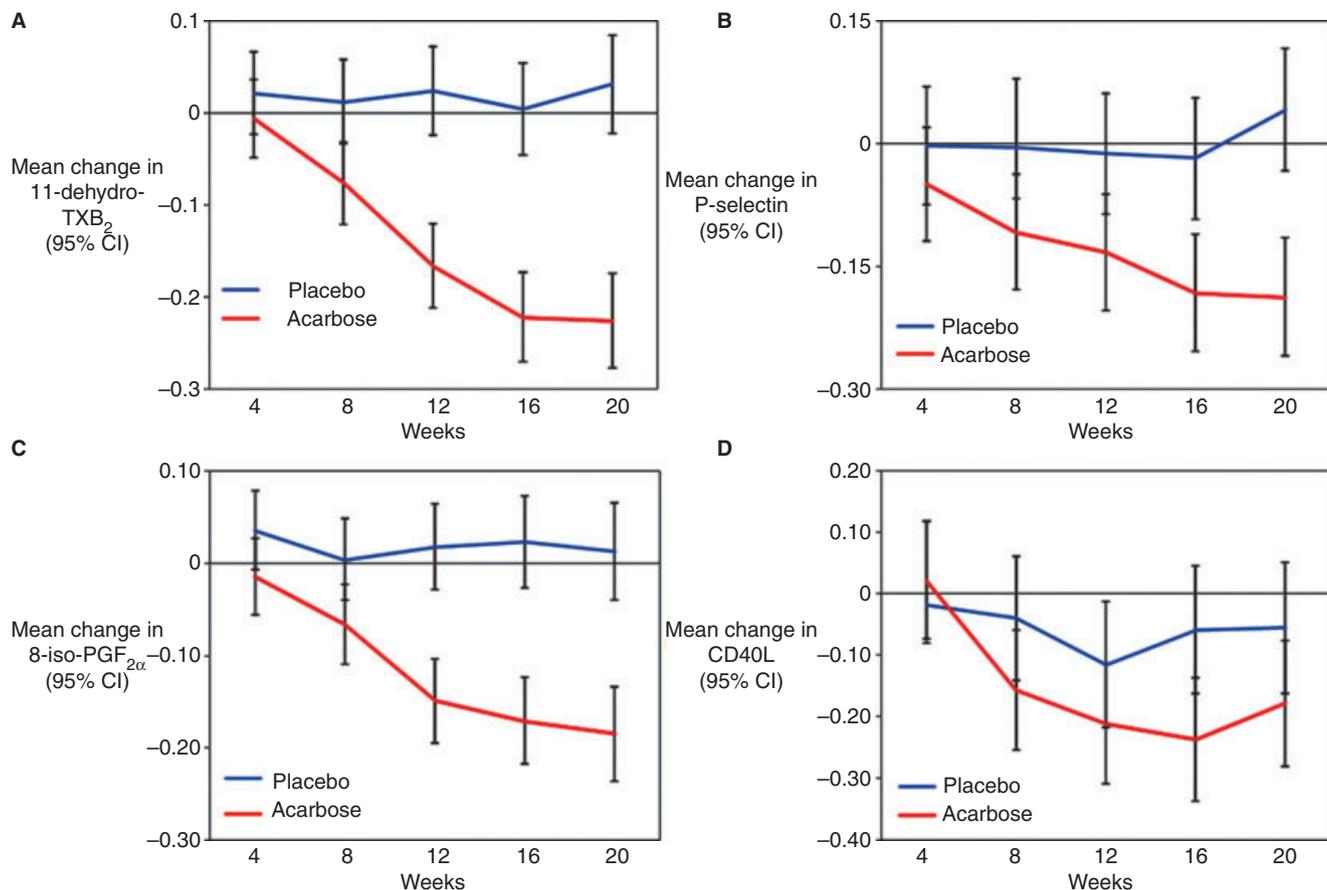 A
0.1
0
–0.1
–0.2
–0.3
Mean change in
11-dehydro-
TXB2
(95% CI)
Placebo
Acarbose
4 8 12 16 20
Weeks
B
0.15
0
–0.15
–0.30
Mean change in
P-selectin
(95% CI)
Placebo
Acarbose
4 8 12 16 20
Weeks
C
0.10
0
–0.10
–0.20
–0.30
Mean change in
8-iso-PGF2α
(95% CI)
Placebo
Acarbose
4 8 12 16 20
Weeks
D
0.20
0.10
0
–0.10
–0.20
–0.30
–0.40
Mean change in
CD40L
(95% CI)
Placebo
Acarbose
4 8 12 16 20
Weeks